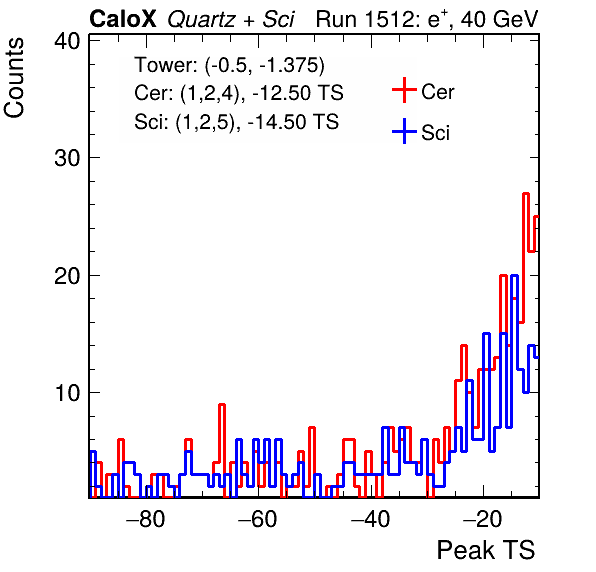 CaloX Quartz + Sci Run 1512: e+, 40 GeV
Counts
40
30
20
10
Tower: (-0.5, -1.375)
Cer: (1,2,4), -12.50 TS
Sci: (1,2,5), -14.50 TS
Cer
Sci
−80 −60 −40 −20
Peak TS